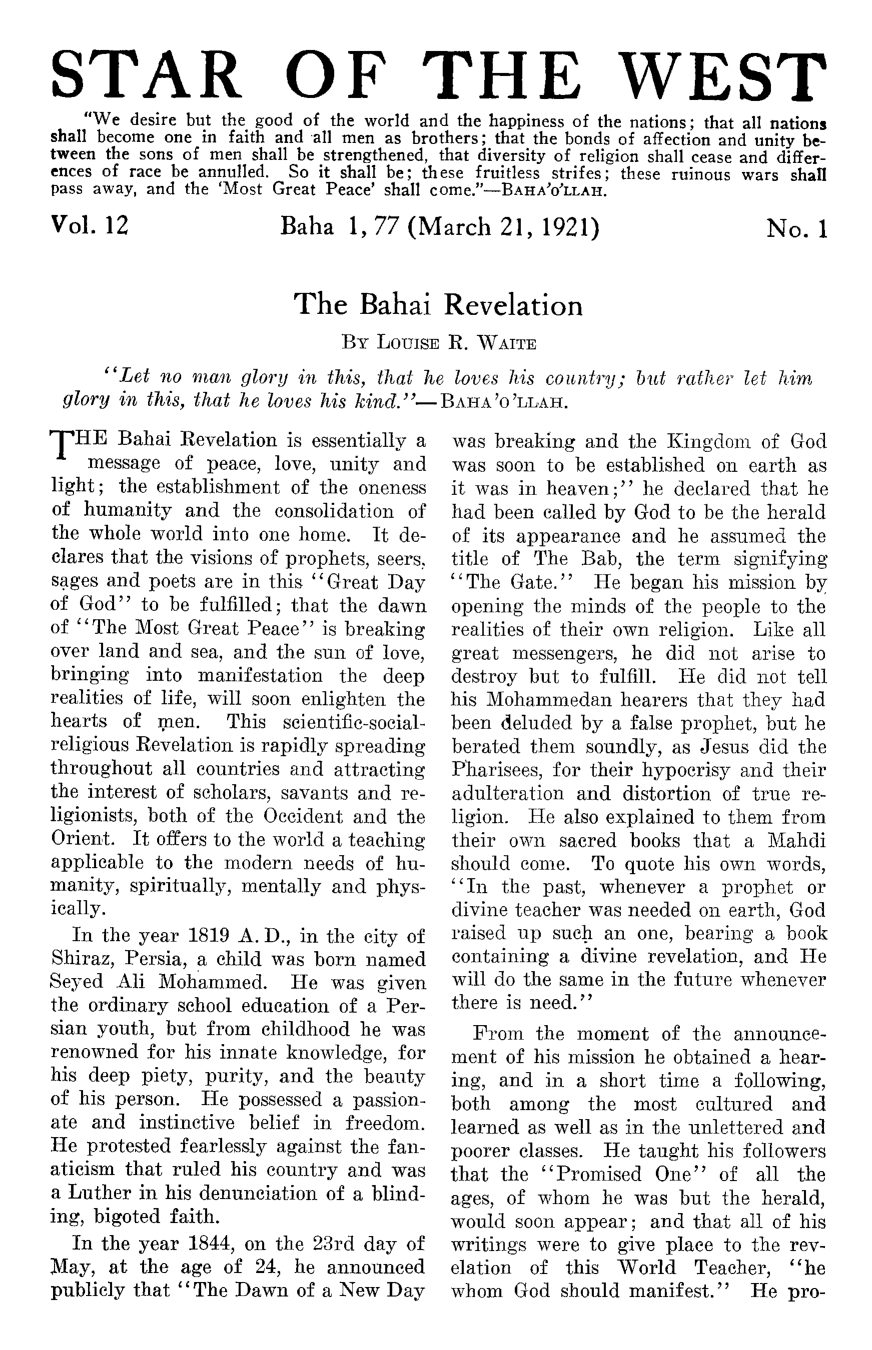 STAR OF THE WEST
"We desire but the good of the world and the happiness of the nations; that all nations
shall become one in faith and all men as brothers; that the bonds of affection and unity be-
tween the sons of men shall be strengthened, that diversity of religion shall cease and differ-
ences of race be annulled. So it shall be; these fruitless strifes; these ruinous wars shall
pass away, and the 'Most Great Peace' shall come."—BAHA'O'LLAH.
Vol. 12 Baha 1, 77 (March 21, 1921) No. 1
The Bahai Revelation
BY LOUISE R. WAITE
"Let no man glory in this, that he loves his country; but rather let him
glory in this, that he loves his kind."—BAHA'O'LLAH.
THE Bahai Revelation is essentially a
message of peace, love, unity and
light; the establishment of the oneness
of humanity and the consolidation of
the whole world into one home. It de-
clares that the visions of prophets, seers,
sages and poets are in this "Great Day
of God" to be fulfilled; that the dawn
of "The Most Great Peace" is breaking
over land and sea, and the sun of love,
bringing into manifestation the deep
realities of life, will soon enlighten the
hearts of men. This scientific-social-
religious Revelation is rapidly spreading
throughout all countries and attracting
the interest of scholars, savants and re-
ligionists, both of the Occident and the
Orient. It offers to the world a teaching
applicable to the modern needs of hu-
manity, spiritually, mentally and phys-
ically.
In the year 1819 A. D., in the city of
Shiraz, Persia, a child was born named
Seyed Ali Mohammed. He was given
the ordinary school education of a Per-
sian youth, but from childhood he was
renowned for his innate knowledge, for
his deep piety, purity, and the beauty
of his person. He possessed a passion-
ate and instinctive belief in freedom.
He protested fearlessly against the fan-
aticism that ruled his country and was
a Luther in his denunciation of a blind-
ing, bigoted faith.
In the year 1844, on the 23rd day of
May, at the age of 24, he announced
publicly that "The Dawn of a New Day
was breaking and the Kingdom of God
was soon to be established on earth as
it was in heaven;" he declared that he
had been called by God to be the herald
of its appearance and he assumed the
title of The Bab, the term signifying
"The Gate." He began his mission by
opening the minds of the people to the
realities of their own religion. Like all
great messengers, he did not arise to
destroy but to fulfill. He did not tell
his Mohammedan hearers that they had
been deluded by a false prophet, but he
berated them soundly, as Jesus did the
Pharisees, for their hypocrisy and their
adulteration and distortion of true re-
ligion. He also explained to them from
their own sacred books that a Mahdi
should come. To quote his own words,
"In the past, whenever a prophet or
divine teacher was needed on earth, God
raised up such an one, bearing a book
containing a divine revelation, and He
will do the same in the future whenever
there is need."
From the moment of the announce-
ment of his mission he obtained a hear-
ing, and in a short time a following,
both among the most cultured and
learned as well as in the unlettered and
poorer classes. He taught his followers
that the "Promised One" of all the
ages, of whom he was but the herald,
would soon appear; and that all of his
writings were to give place to the rev-
elation of this World Teacher, "he
whom God should manifest." He pro-